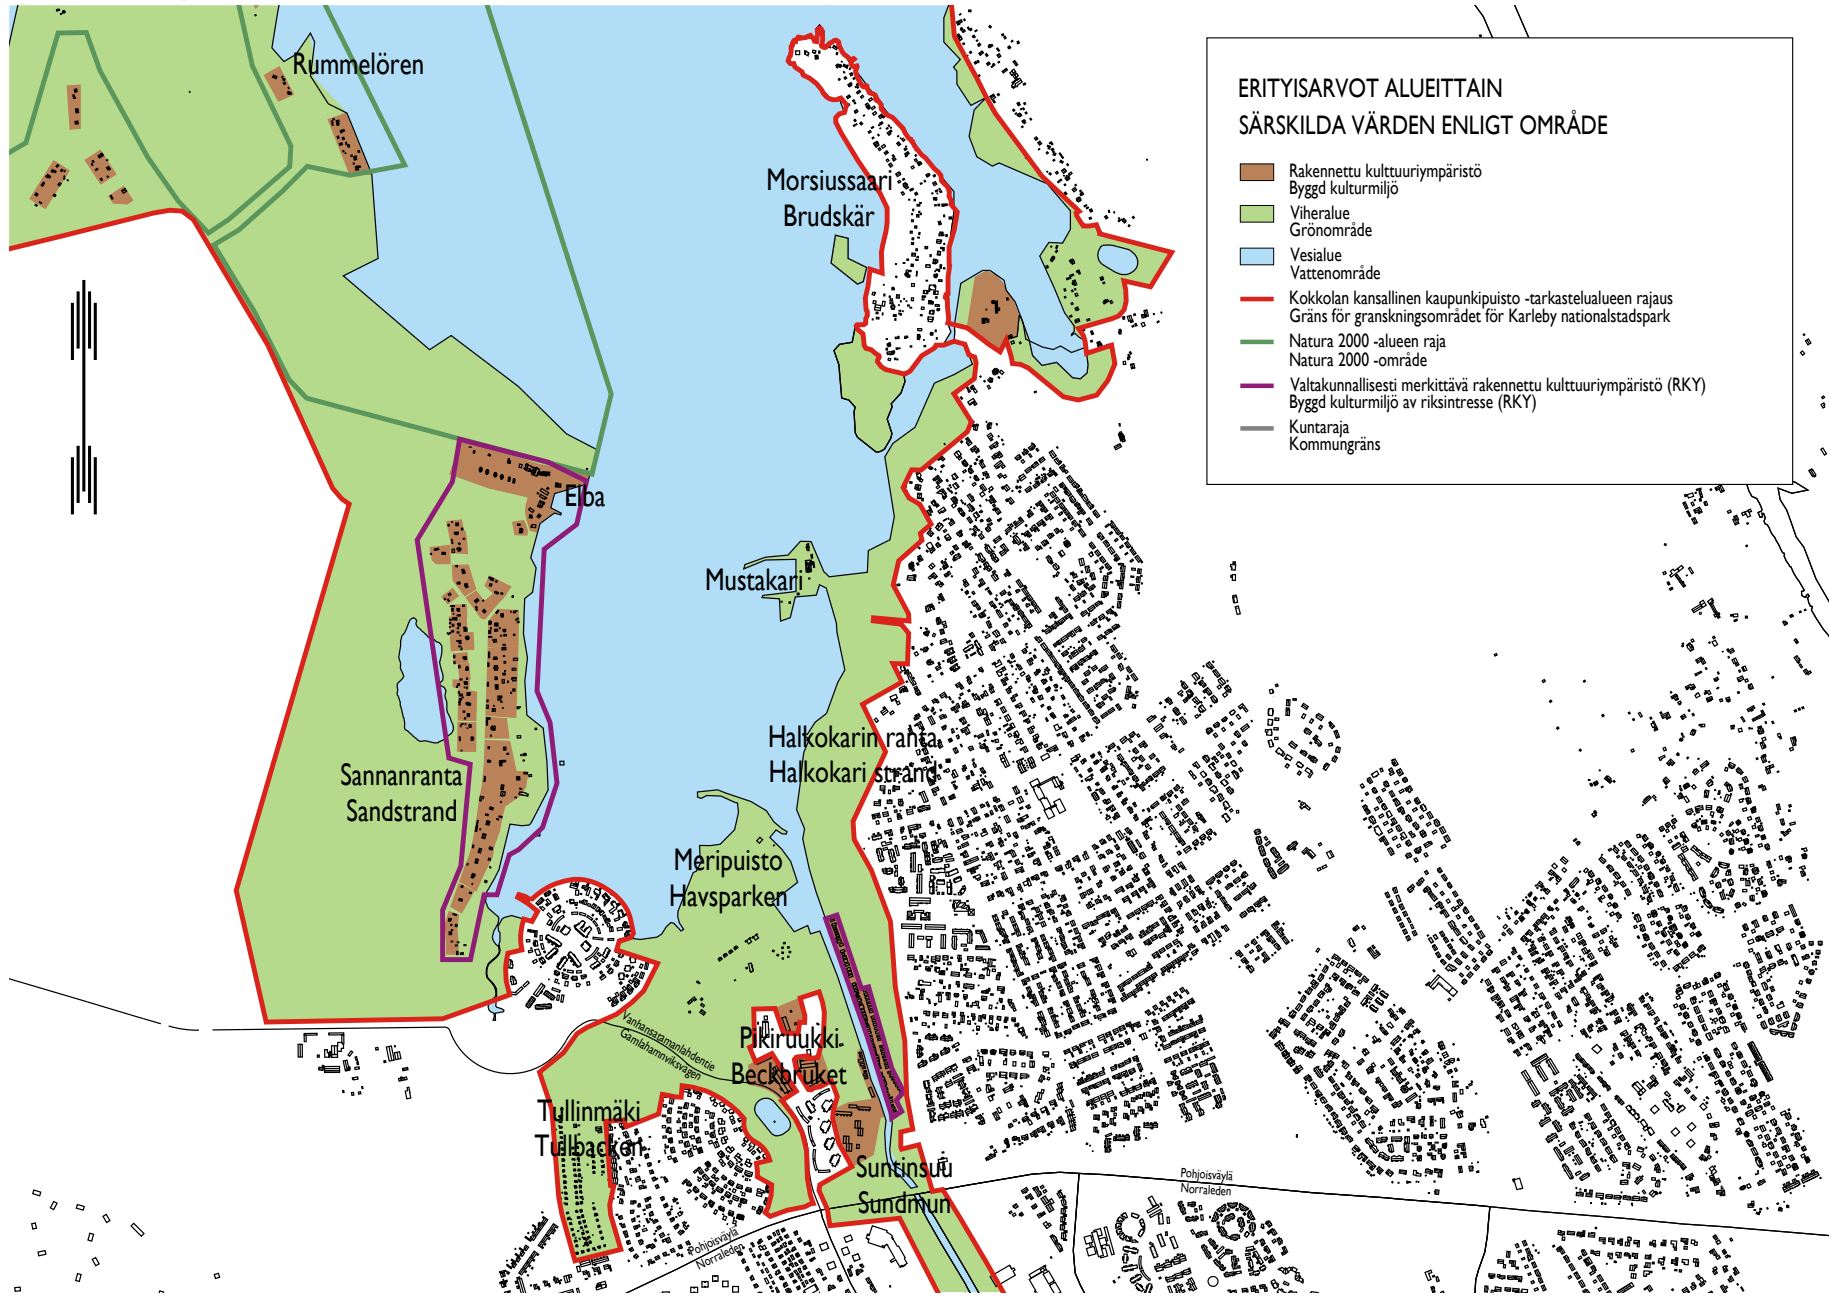 Rummelören
Morsiussaari
Brudskär
Elba
Mustakari
Halkokarin ranta
Halkokari strand
Sannanranta
Sandstrand
Meripuisto
Havsparken
Vanhansatamanlahdentie
Gamlahamnviksvägen
Pikiruukki
Beckbruket
Tullinmäki
Tullbacken
Suntinsuu
Sundmun
Pohjoisväylä
Norraleden
Pohjoisväylä
Norraleden
ERITYISARVOT ALUEITTAIN
SÄRSKILDA VÄRDEN ENLIGT OMRÅDE
Rakennettu kulttuuriympäristö
Byggd kulturmiljö
Viheralue
Grönområde
Vesialue
Vattenområde
Kokkolan kansallinen kaupunkipuisto -tarkastelualueen rajaus
Gräns för granskningsområdet för Karleby nationalstadspark
Natura 2000 -alueen raja
Natura 2000 -område
Valtakunnallisesti merkittävä rakennettu kulttuuriympäristö (RKY)
Byggd kulturmiljö av riksintresse (RKY)
Kuntaraja
Kommungräns